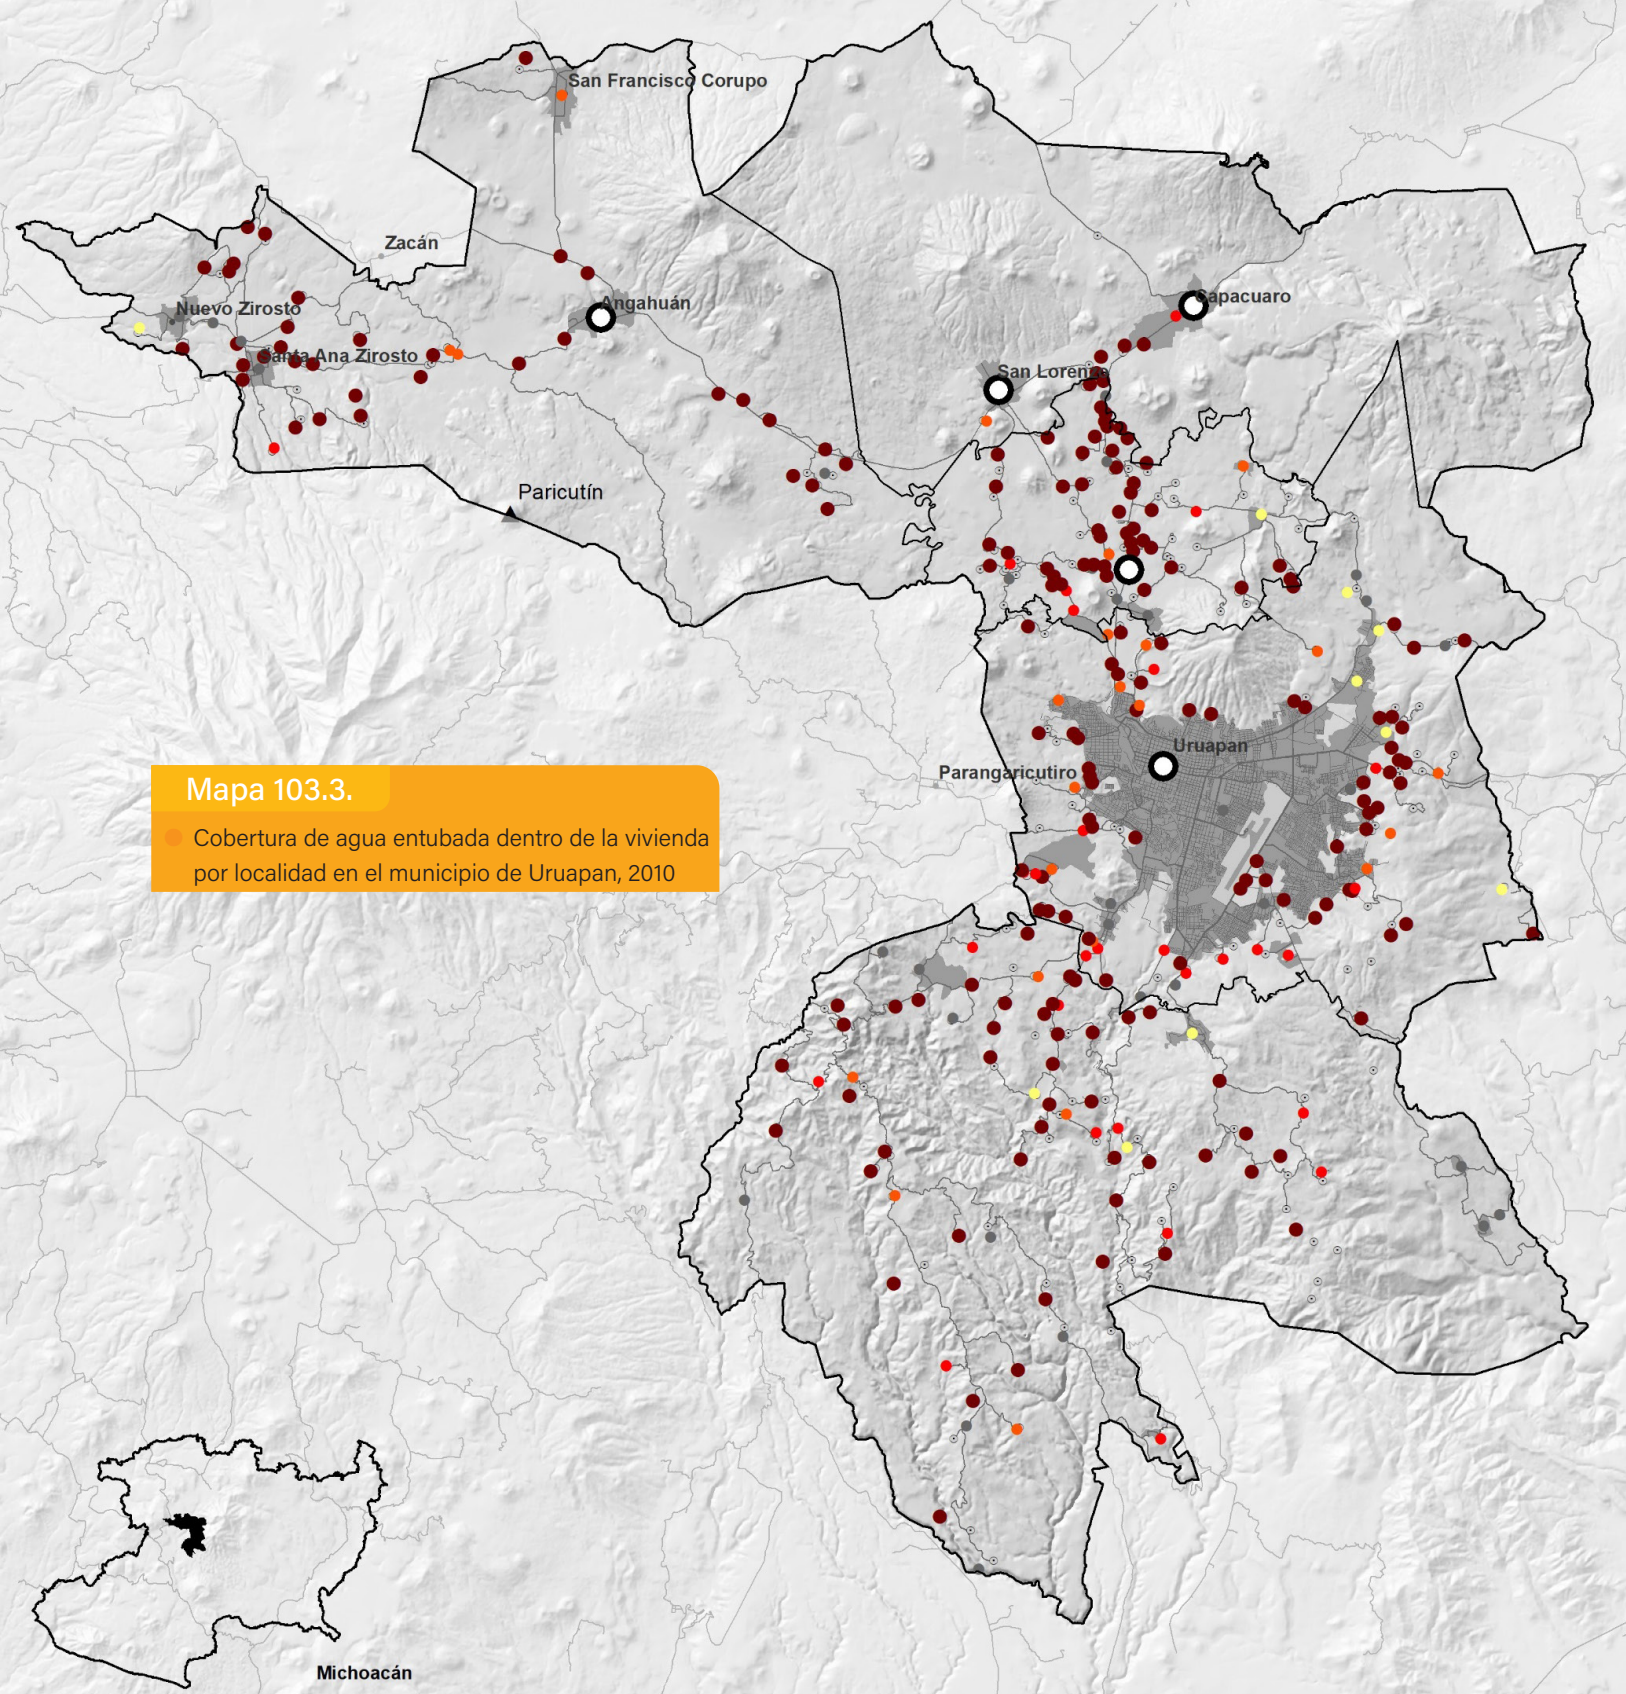 San Francisco Corupo
Zacán
Nuevo Zirosto
Angahuán
Capacuaro
Santa Ana Zirosto
San Lorenzo
Paricutín
Uruapan
Parangaricutiro
Mapa 103.3.
Cobertura de agua entubada dentro de la vivienda
por localidad en el municipio de Uruapan, 2010
Michoacán